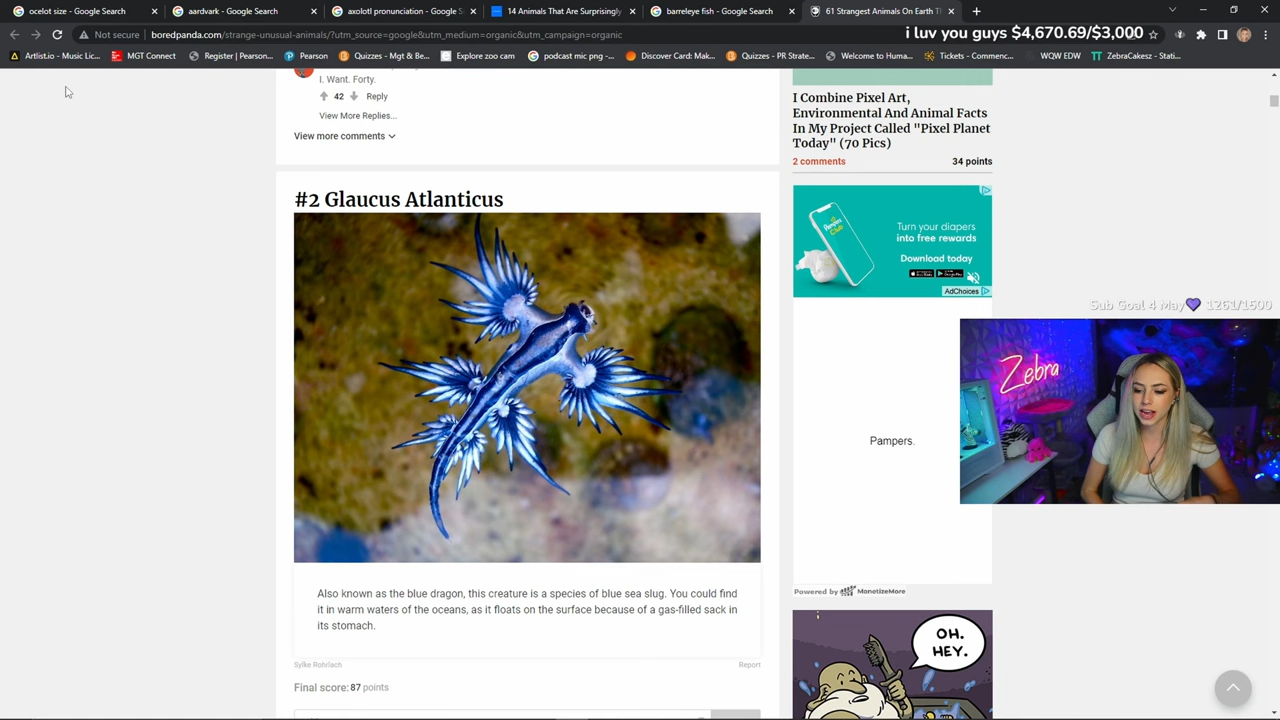 ocelot size - Google Search
aardvark - Google Search
axolotl pronunciation - Google S
14 Animals That Are Surprisingly
barreleye fish - Google Search
61 Strangest Animals On Earth Th
Not secure
boredpanda.com/strange-unusual-animals/?utm_source=google&utm_medium=organic&utm_campaign=organic
i luv you guys $4,670.69/$3,000
Artlist.io - Music Lic...
MGT Connect
Register | Pearson...
Pearson
Quizzes - Mgt & Be...
Explore zoo cam
podcast mic png -...
Discover Card: Mak...
Quizzes - PR Strate...
Welcome to Huma...
Tickets - Commenc...
WQW EDW
TT
ZebraCakesz - Stati...
I. Want. Forty.
42
Reply
View More Replies...
View more comments
#2 Glaucus Atlanticus
Also known as the blue dragon, this creature is a species of blue sea slug. You could find
it in warm waters of the oceans, as it floats on the surface because of a gas-filled sack in
its stomach.
Sylke Rohrlach
Report
Final score: 87 points
I Combine Pixel Art,
Environmental And Animal Facts
In My Project Called "Pixel Planet
Today" (70 Pics)
2 comments
34 points
Turn your diapers
into free rewards
Download today
AdChoices
Pampers.
Powered by MonetizeMore
Sub Goal 4 May 1261/1500
Zebra
OH.
HEY.